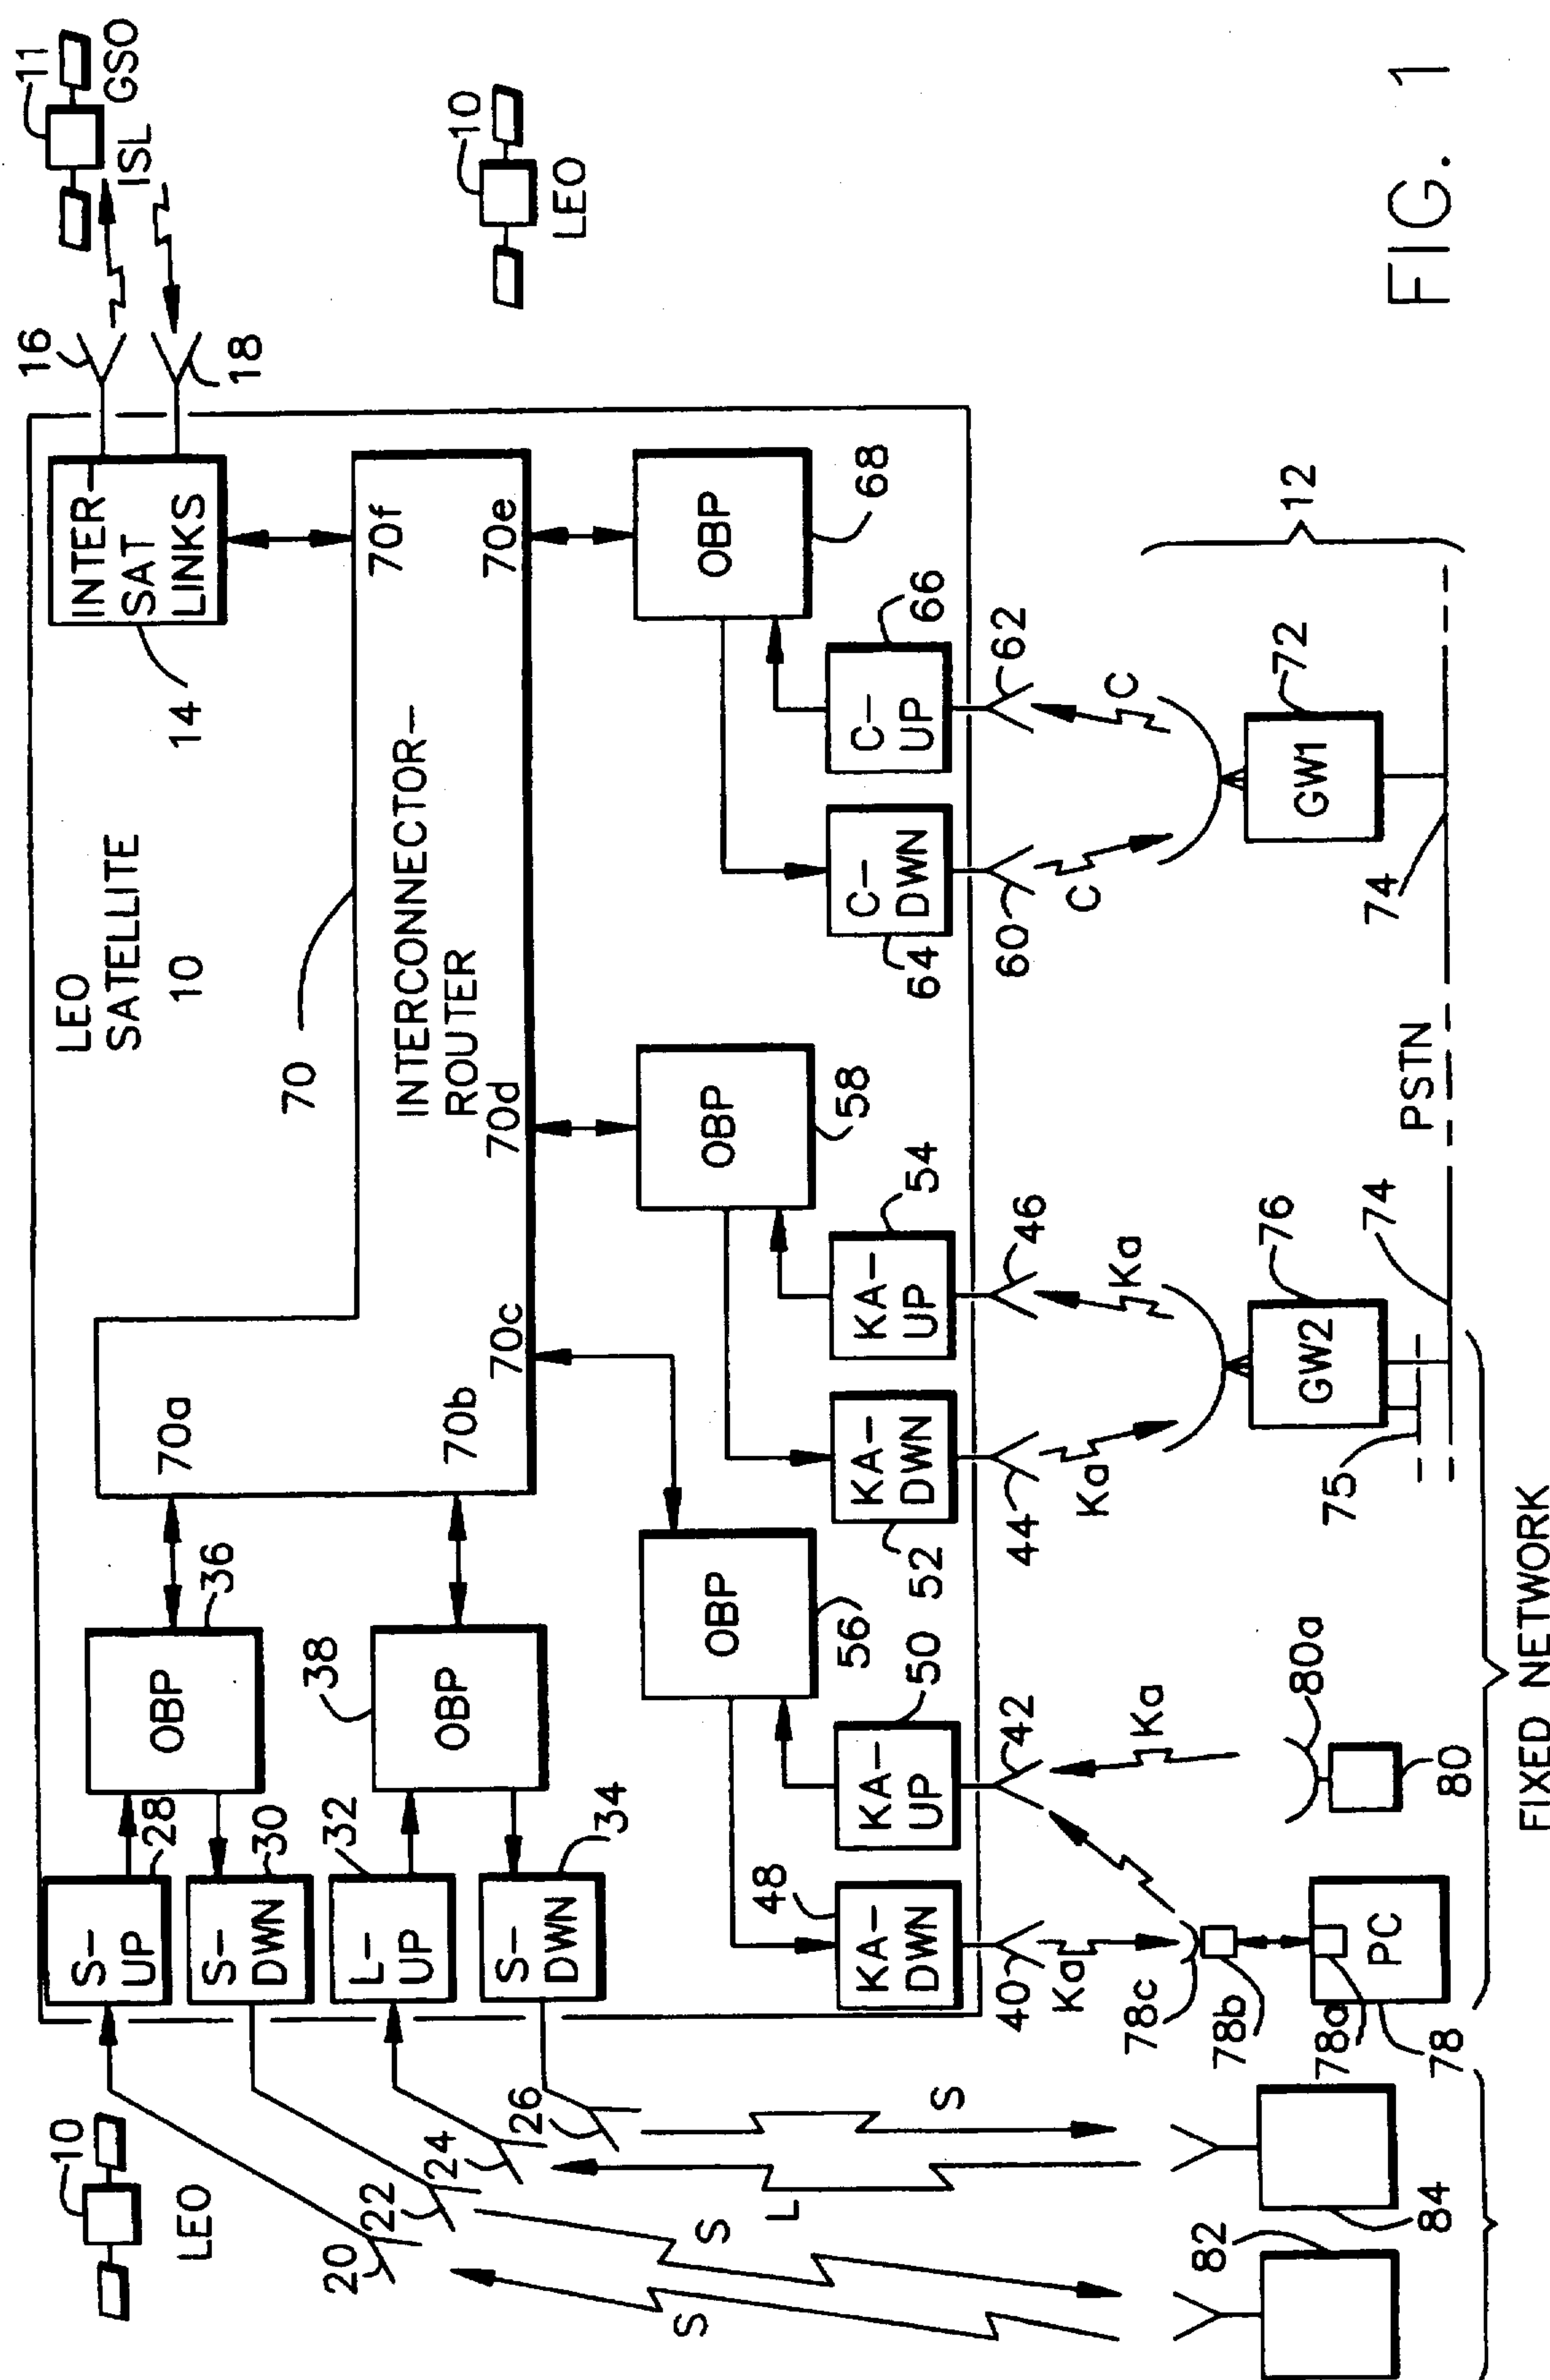 11
GSO
ISL
16
18
10
LEO
INTER-
SAT
LINKS
14
LEO
SATELLITE
10
70
70f
70e
INTERCONNECTOR-
ROUTER
70d
70c
70b
70a
OBP
68
C-
UP
66
C-
DWN
64
62
60
C
C
GW1
72
12
74
PSTN
OBP
58
KA-
UP
54
KA-
DWN
52
46
44
Ka
Ka
GW2
76
74
75
OBP
56
KA-
UP
50
KA-
DWN
48
42
40
Ka
Ka
80a
80
78c
78b
78a
PC
78
FIXED NETWORK
OBP
36
OBP
38
S-
UP
28
S-
DWN
30
L-
UP
32
S-
DWN
34
10
LEO
20
22
24
26
S
S
L
S
82
84
FIG. 1